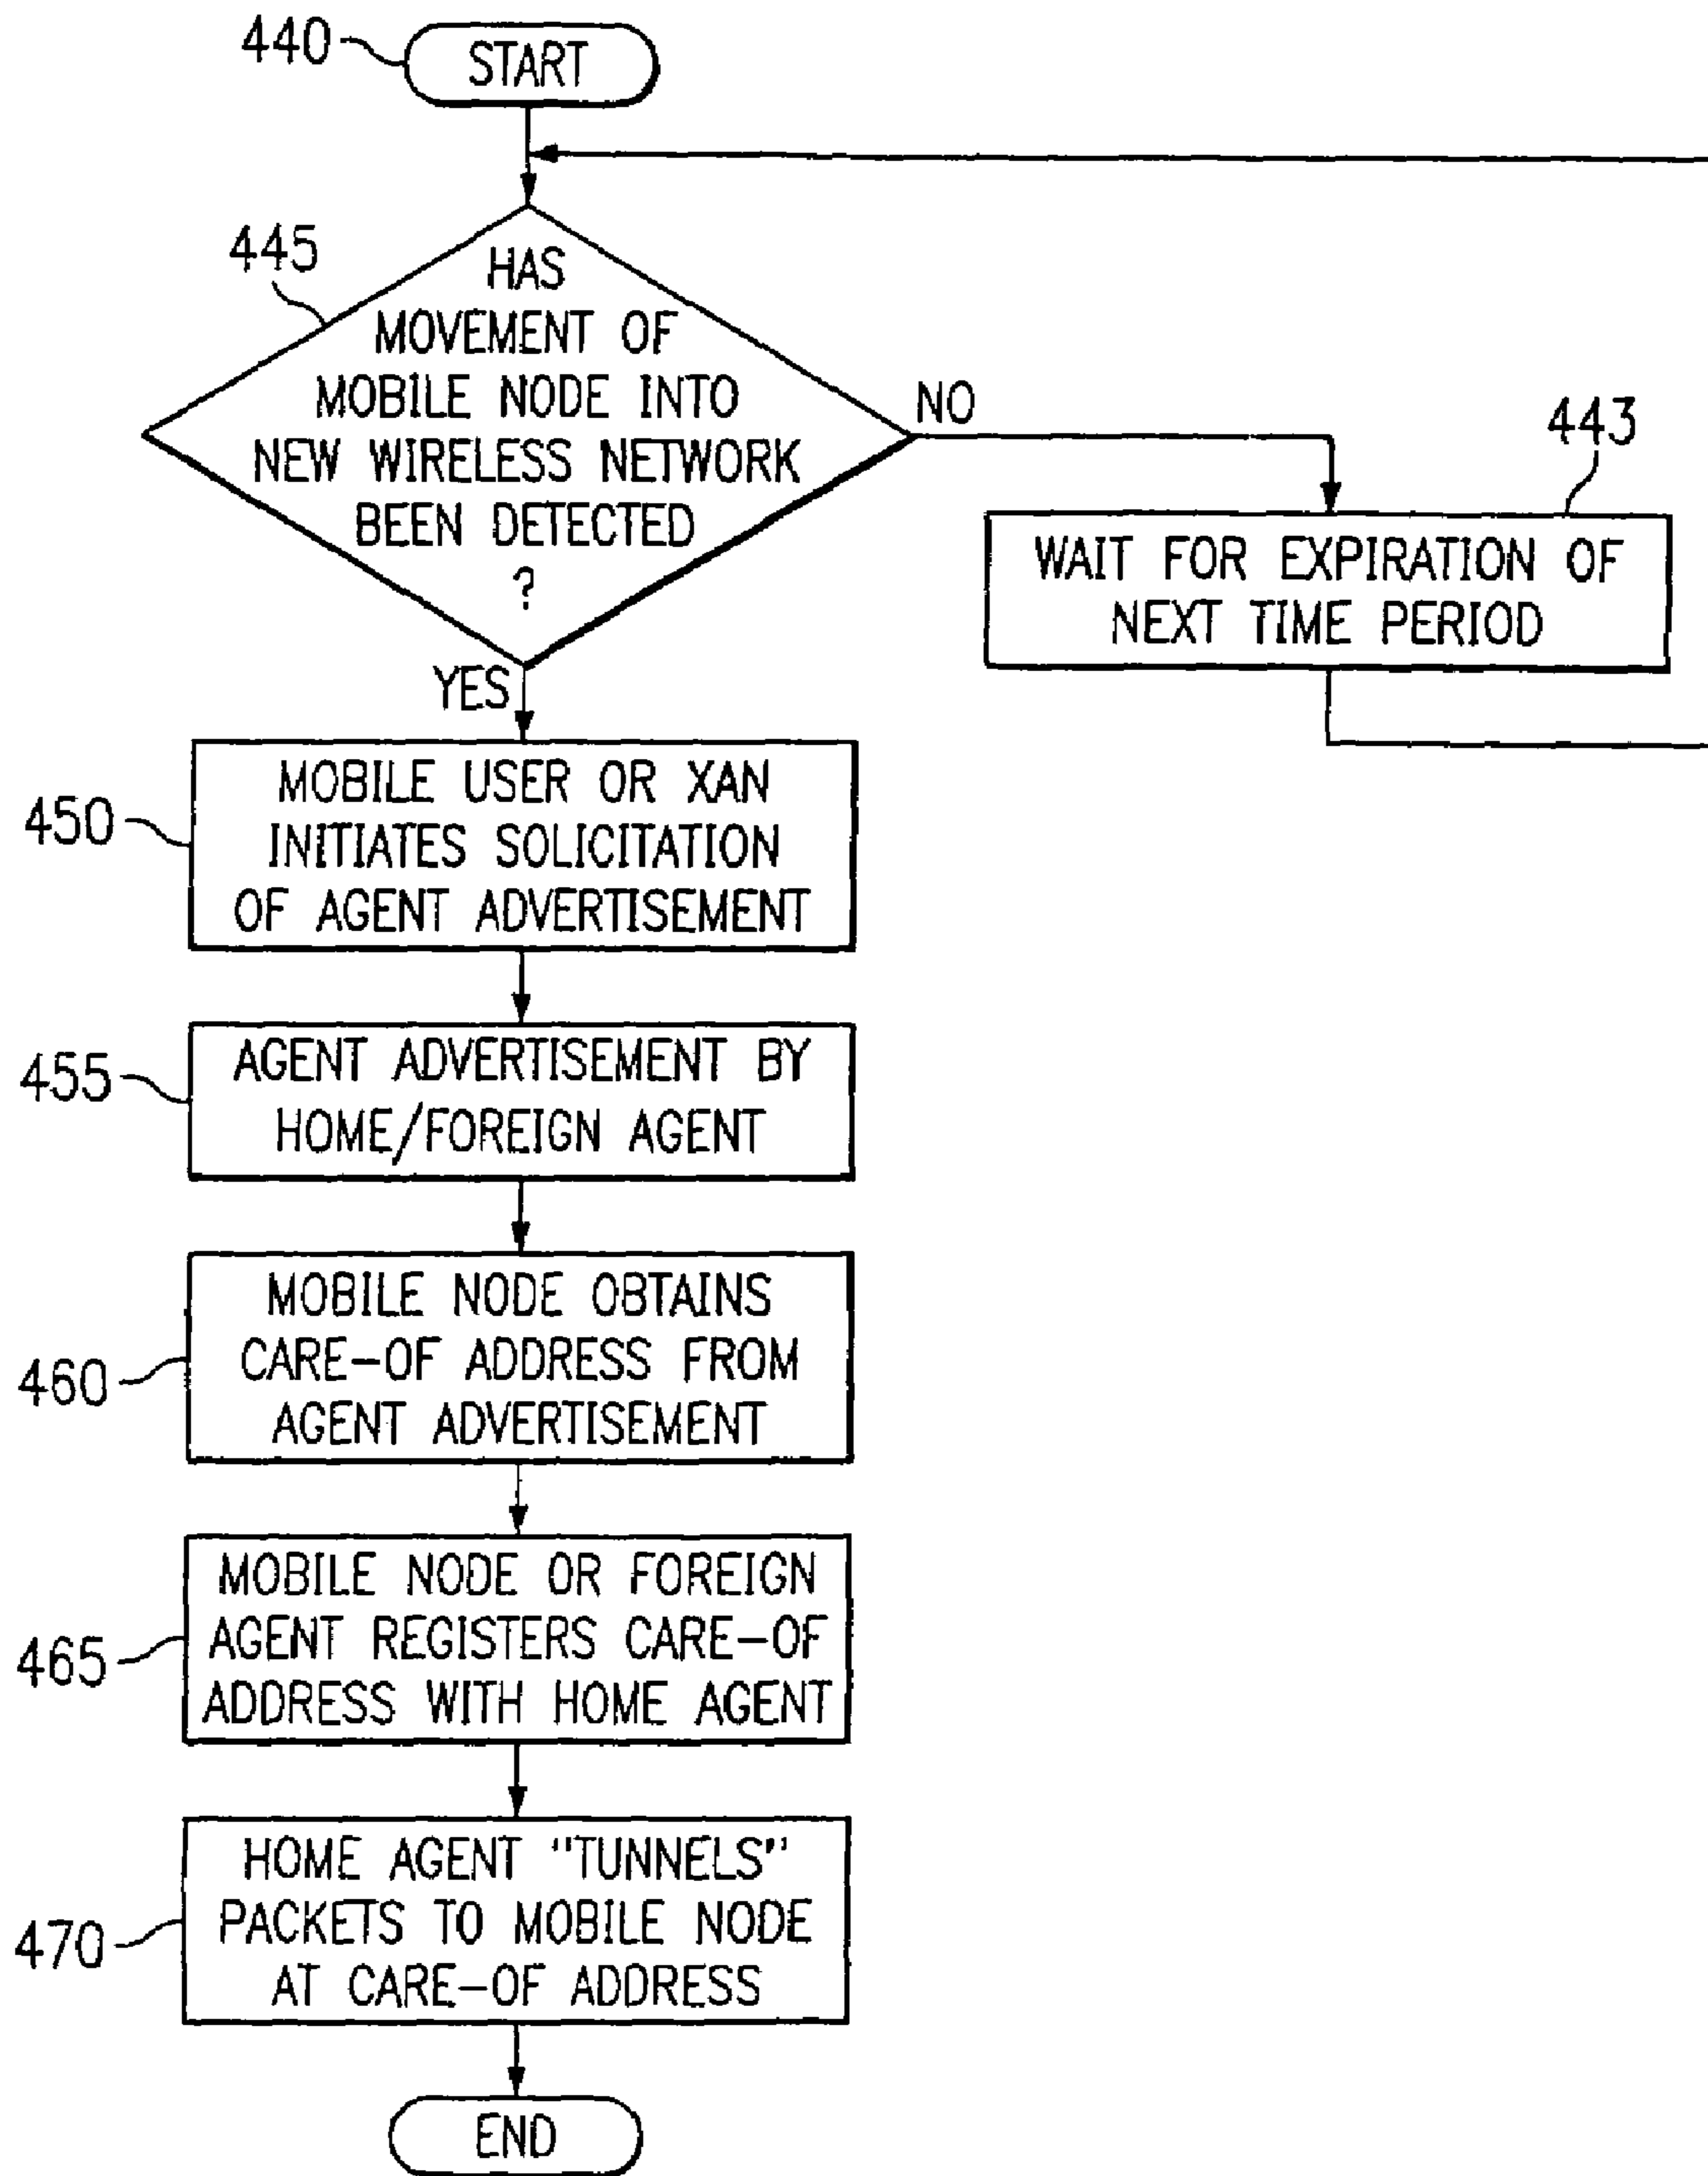 440
START
445
HAS
MOVEMENT OF
MOBILE NODE INTO
NEW WIRELESS NETWORK
BEEN DETECTED
?
NO
443
WAIT FOR EXPIRATION OF
NEXT TIME PERIOD
YES
450
MOBILE USER OR XAN
INITIATES SOLICITATION
OF AGENT ADVERTISEMENT
455
AGENT ADVERTISEMENT BY
HOME/FOREIGN AGENT
460
MOBILE NODE OBTAINS
CARE-OF ADDRESS FROM
AGENT ADVERTISEMENT
465
MOBILE NODE OR FOREIGN
AGENT REGISTERS CARE-OF
ADDRESS WITH HOME AGENT
470
HOME AGENT "TUNNELS"
PACKETS TO MOBILE NODE
AT CARE-OF ADDRESS
END